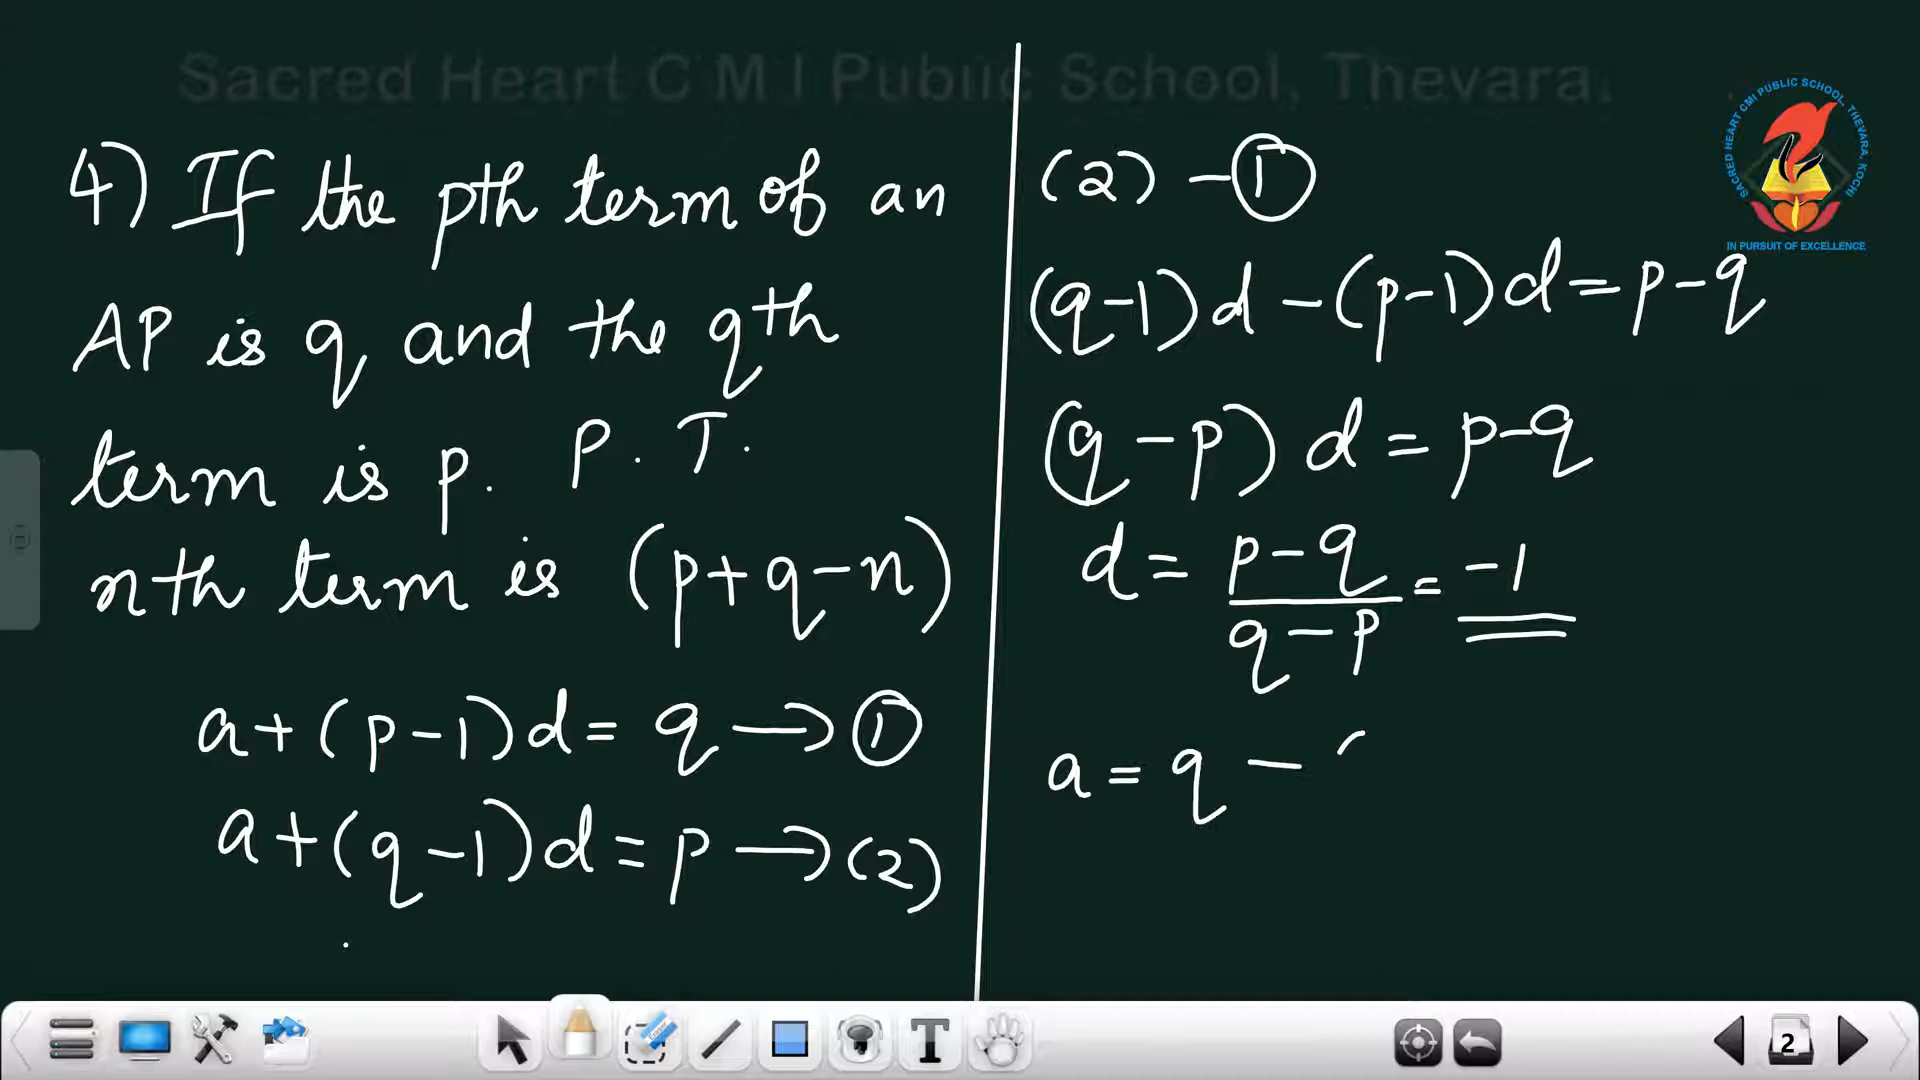 Sacred Heart C M I Public School, Thevara.
4) If the pth term of an
AP is q and the qth
term is p. P. T.
nth term is (p+q-n)
a+(p-1)d= q → ①
a+(q-1)d=p → (2)
(2) - ①
(q-1)d-(p-1)d=p-q
(q-p) d=p-q
d= p-q / q-p = -1
a= q - (
SACRED HEART CMI PUBLIC SCHOOL, THEVARA, KOCHI
IN PURSUIT OF EXCELLENCE
T
2